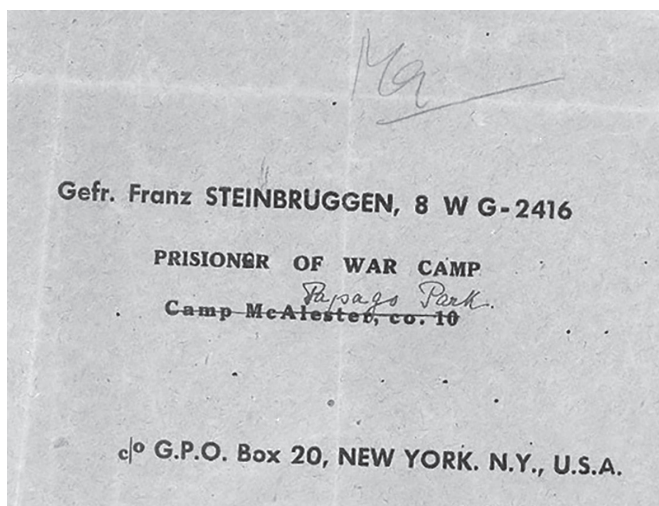 Gefr. Franz STEINBRUGGEN, 8 W G-2416
PRISIONER OF WAR CAMP
Papago Park.
Camp McAlester, co. 10
c/o G.P.O. Box 20, NEW YORK. N.Y., U.S.A.